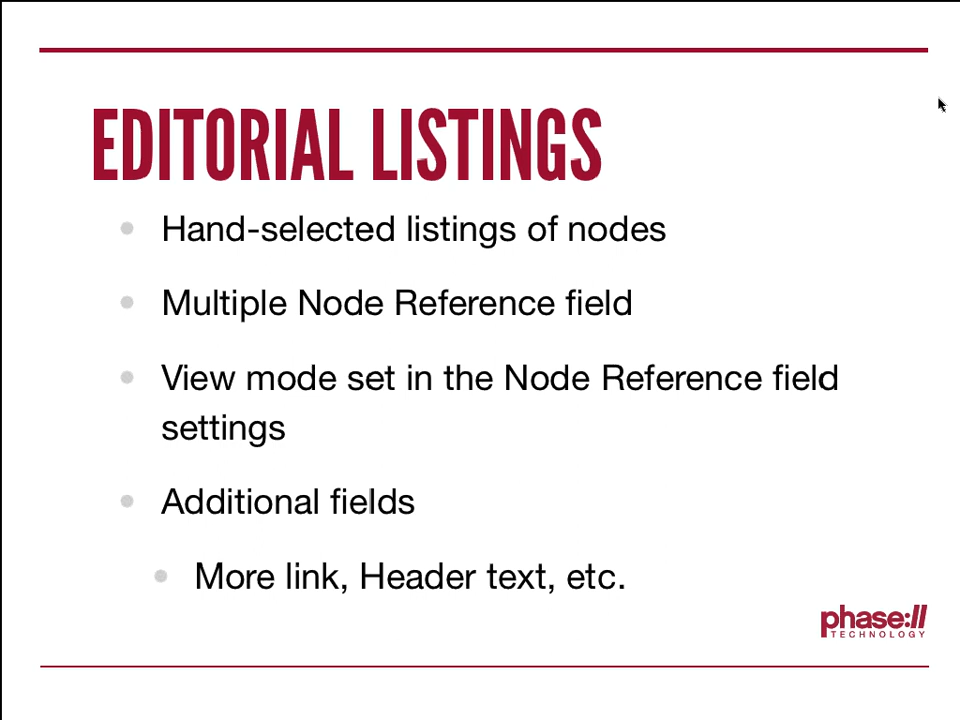 EDITORIAL LISTINGS
Hand-selected listings of nodes
Multiple Node Reference field
View mode set in the Node Reference field
settings
Additional fields
More link, Header text, etc.
phase:II
TECHNOLOGY